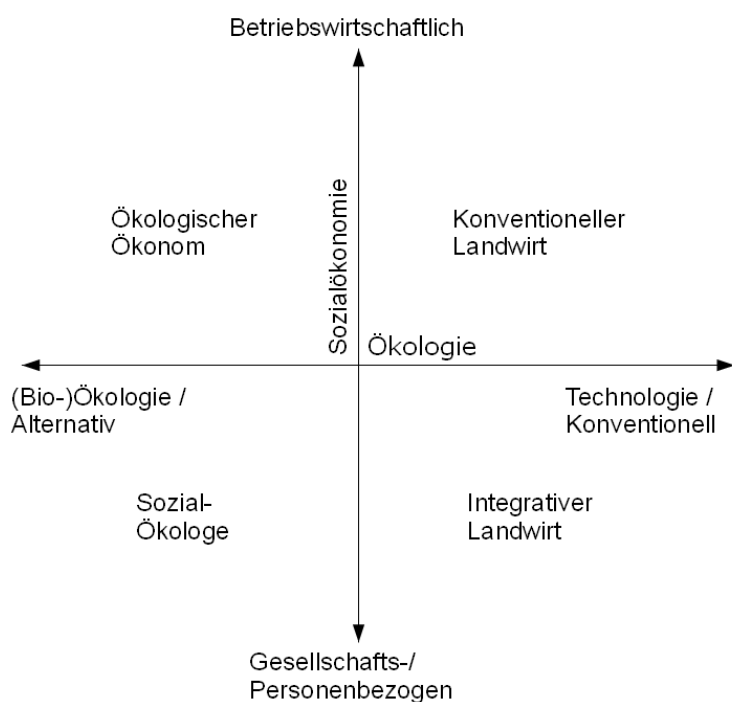 Betriebswirtschaftlich
Ökologischer
Ökonom
Sozialökonomie
Konventioneller
Landwirt
Ökologie
(Bio-)Ökologie /
Alternativ
Technologie /
Konventionell
Sozial-
Ökologe
Integrativer
Landwirt
Gesellschafts-/
Personenbezogen